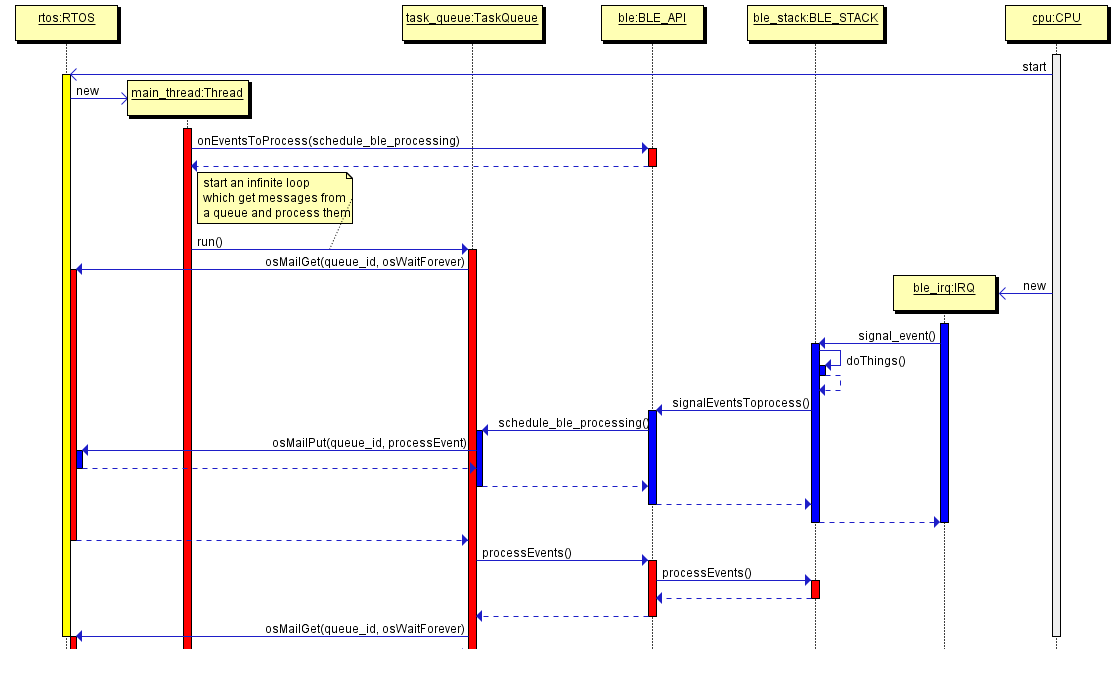 rtos:RTOS
task_queue:TaskQueue
ble:BLE_API
ble_stack:BLE_STACK
cpu:CPU
start
new
main_thread:Thread
onEventsToProcess(schedule_ble_processing)
start an infinite loop
which get messages from
a queue and process them
run()
osMailGet(queue_id, osWaitForever)
new
ble_irq:IRQ
signal_event()
doThings()
signalEventsToprocess()
schedule_ble_processing()
osMailPut(queue_id, processEvent)
processEvents()
processEvents()
osMailGet(queue_id, osWaitForever)